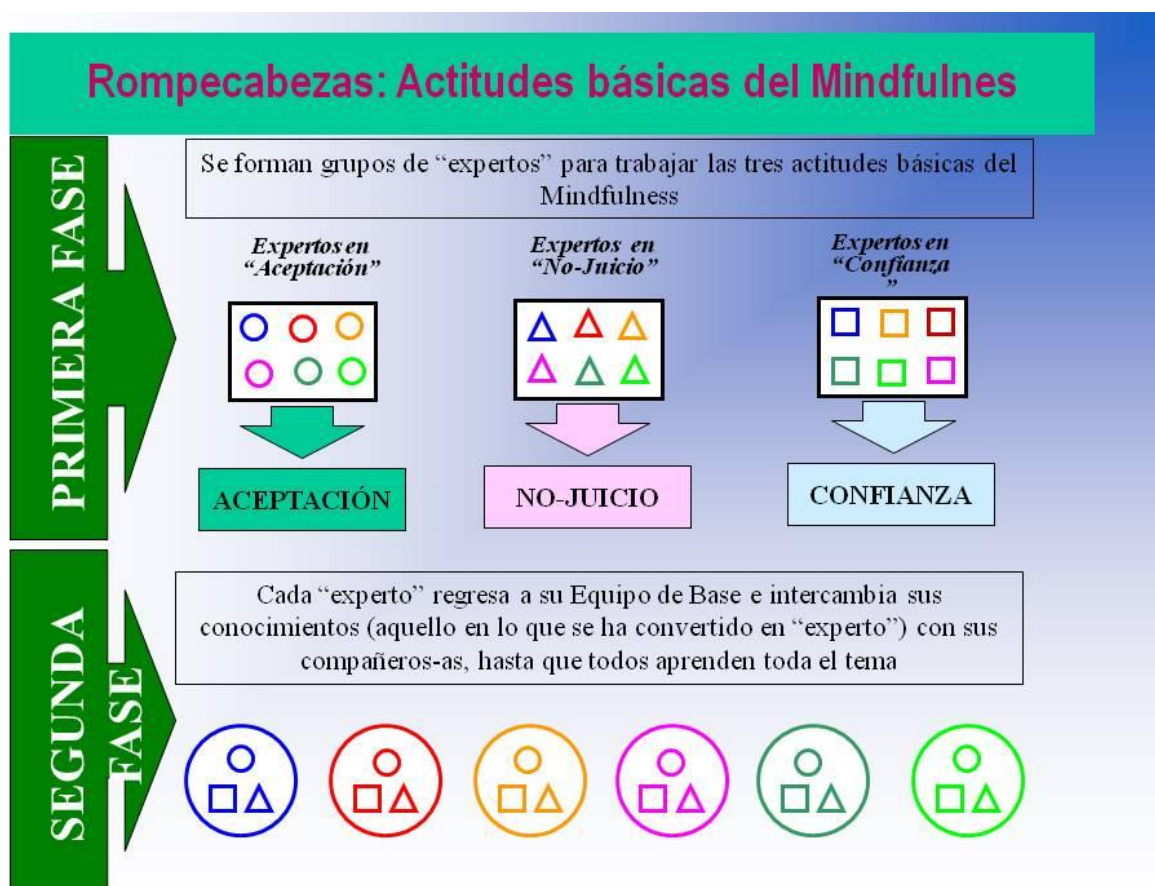 Rompecabezas: Actitudes básicas del Mindfulnes
PRIMERA FASE
Se forman grupos de “expertos” para trabajar las tres actitudes básicas del
Mindfulness
Expertos en
“Aceptación”
Expertos en
“No-Juicio”
Expertos en
“Confianza
”
ACEPTACIÓN
NO-JUICIO
CONFIANZA
SEGUNDA
FASE
Cada “experto” regresa a su Equipo de Base e intercambia sus
conocimientos (aquello en lo que se ha convertido en “experto”) con sus
compañeros-as, hasta que todos aprenden toda el tema